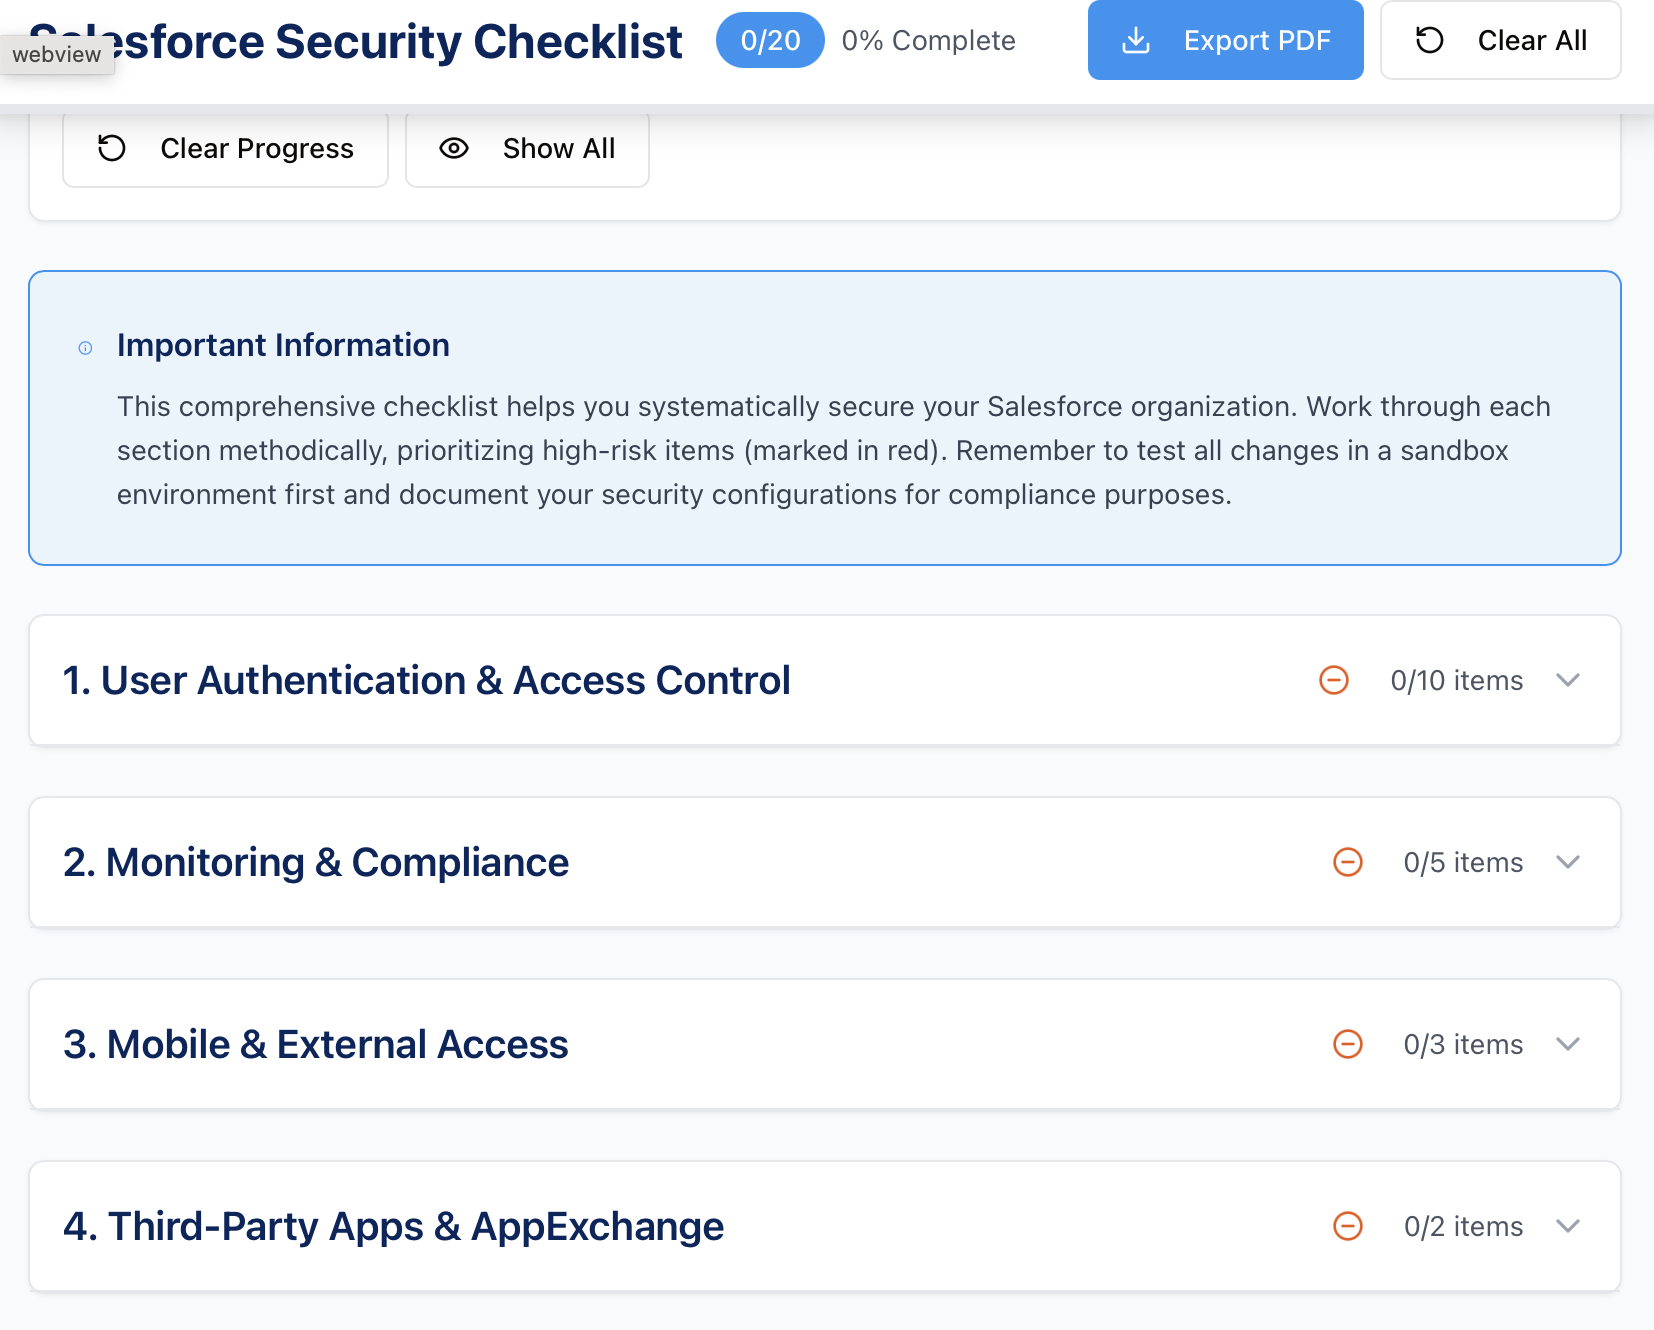 Salesforce Security Checklist
0/20
0% Complete
Export PDF
Clear All
webview
Clear Progress
Show All
Important Information
This comprehensive checklist helps you systematically secure your Salesforce organization. Work through each
section methodically, prioritizing high-risk items (marked in red). Remember to test all changes in a sandbox
environment first and document your security configurations for compliance purposes.
1. User Authentication & Access Control
0/10 items
2. Monitoring & Compliance
0/5 items
3. Mobile & External Access
0/3 items
4. Third-Party Apps & AppExchange
0/2 items